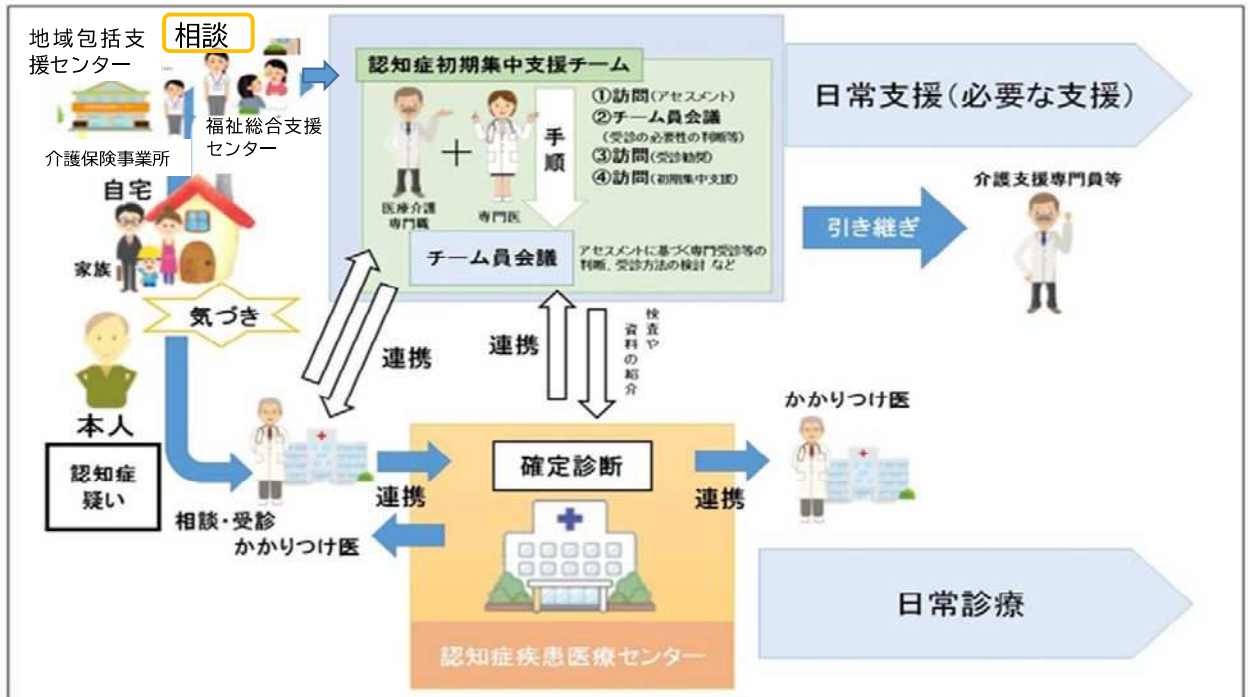 地域包括支
援センター
相談
福祉総合支援
センター
介護保険事業所
自宅
家族
気づき
本人
認知症
疑い
相談・受診
かかりつけ医
認知症初期集中支援チーム
医療介護
専門職
専門医
手順
①訪問(アセスメント)
②チーム員会議
(受診の必要性の判断等)
③訪問(受診勧奨)
④訪問(初期集中支援)
チーム員会議
アセスメントに基づく専門受診等の
判断、受診方法の検討 など
連携
連携
検査や
資料の紹介
連携
確定診断
認知症疾患医療センター
連携
かかりつけ医
日常支援(必要な支援)
引き継ぎ
介護支援専門員等
日常診療